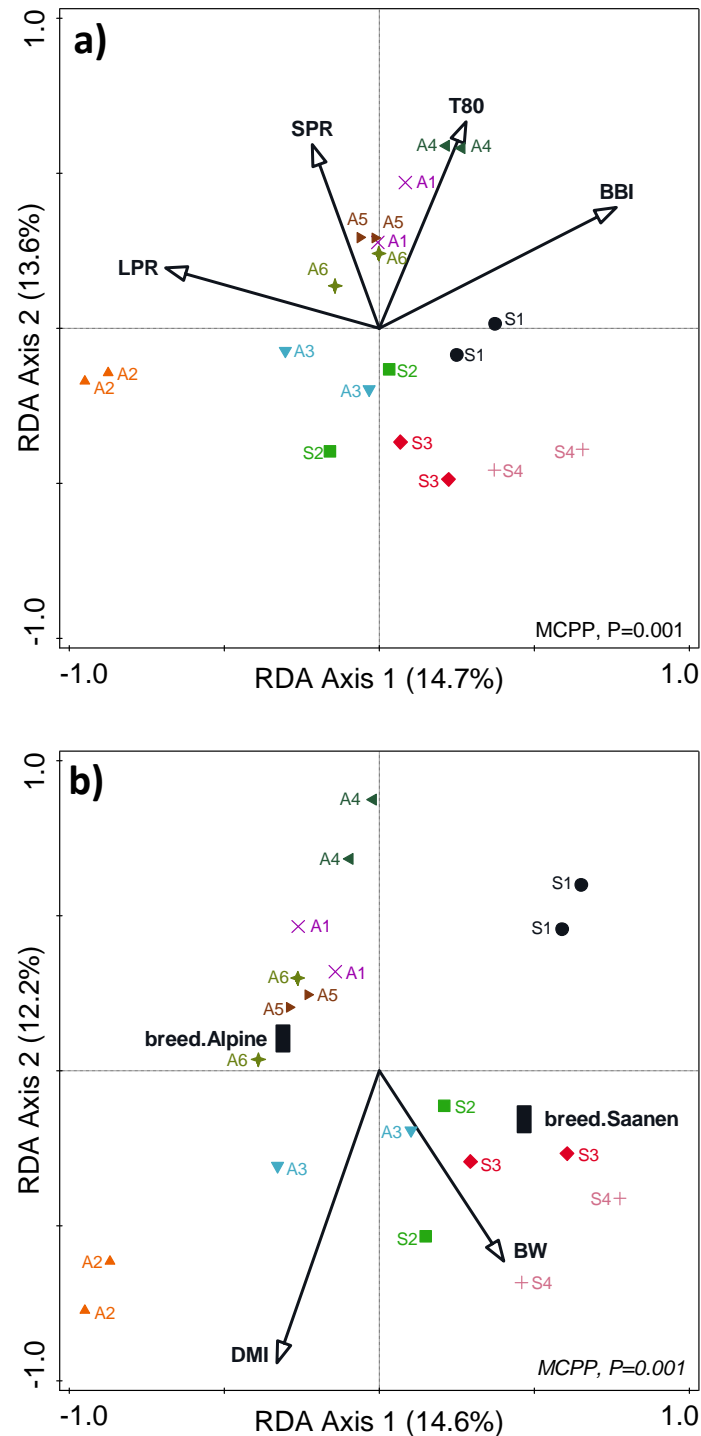 1.0
a)
T80
SPR
A4 A4
A1
BBI
A5 A5
A1
A6
A6
LPR
S1
S1
A3
S2
A2
A2
A3
S3
S2
S4
S4
S3
RDA Axis 2 (13.6%)
-1.0
MCPP, P=0.001
-1.0
RDA Axis 1 (14.7%)
1.0
1.0
b)
A4
A4
S1
A1
S1
A1
A6
A5
A5
breed.Alpine
A6
S2
breed.Saanen
A3
S3
S3
A3
S4
S2
BW
A2
S4
A2
DMI
RDA Axis 2 (12.2%)
-1.0
MCPP, P=0.001
-1.0
RDA Axis 1 (14.6%)
1.0